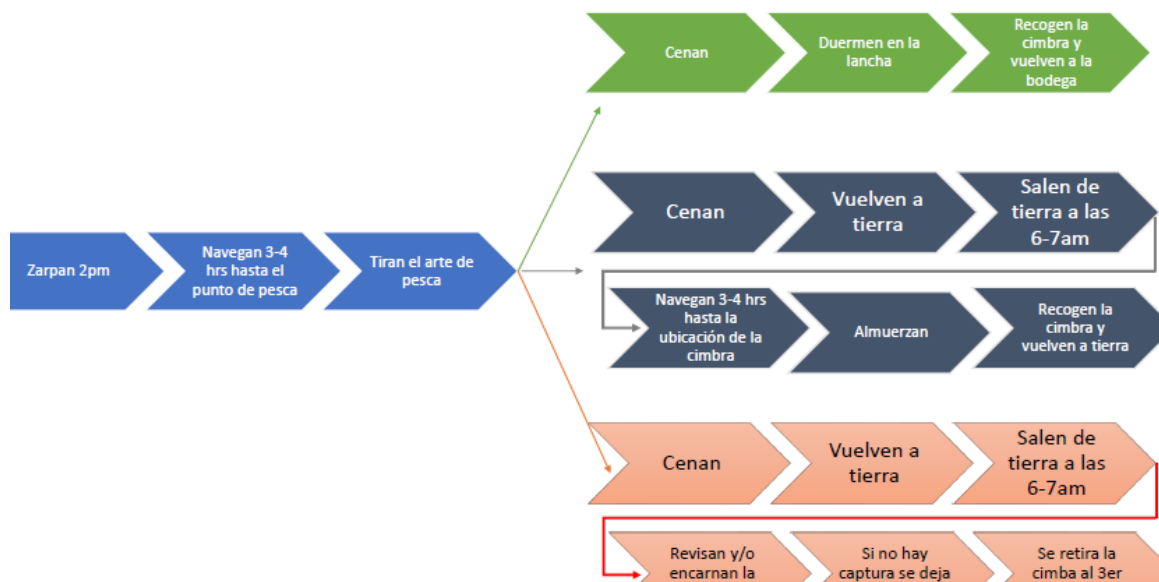 Zarpan 2pm
Navegan 3-4
hrs hasta el
punto de pesca
Tiran el arte de
pesca
Cenan
Duermen en la
lancha
Recogen la
cimbra y
vuelven a la
bodega
Cenan
Vuelven a
tierra
Salen de
tierra a las
6-7am
Navegan 3-4 hrs
hasta la
ubicación de la
cimbra
Almuerzan
Recogen la
cimbra y
vuelven a tierra
Cenan
Vuelven a
tierra
Salen de
tierra a las
6-7am
Revisan y/o
encarnan la
Si no hay
captura se deja
Se retira la
cimba al 3er